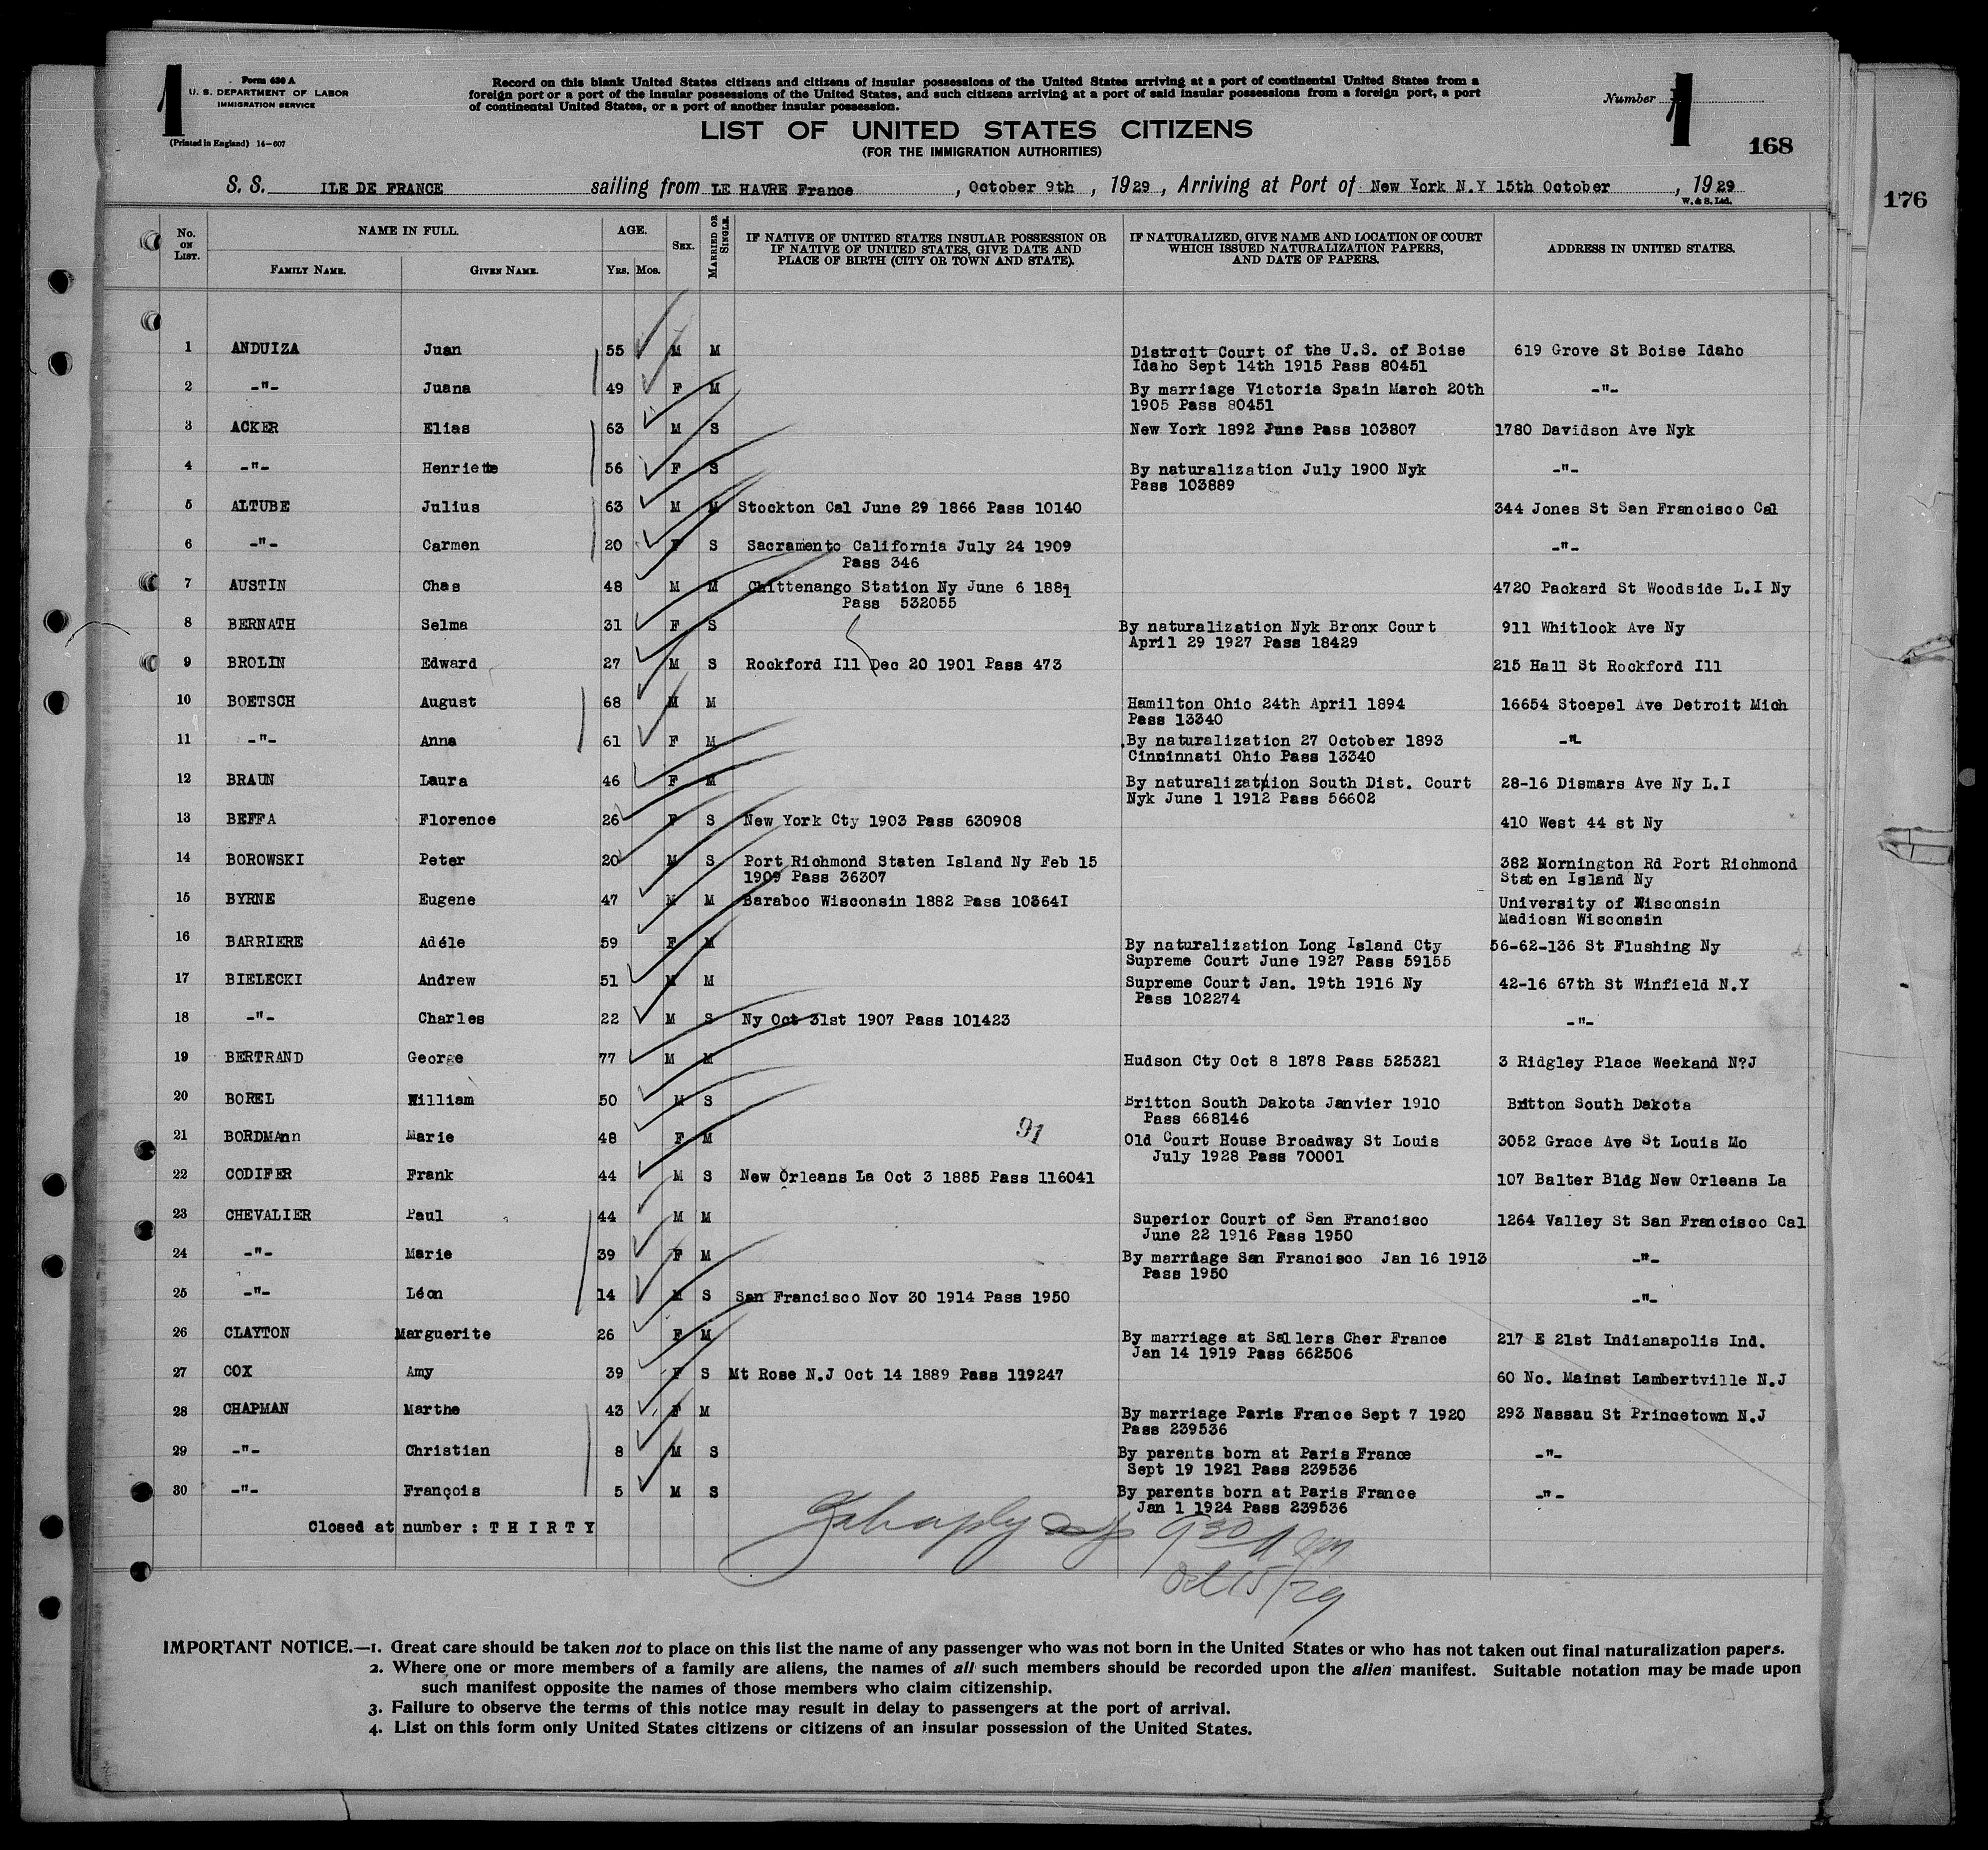 1
Form 630 A
U. S. DEPARTMENT OF LABOR
IMMIGRATION SERVICE
(Printed in England) 14—607
Record on this blank United States citizens and citizens of insular possessions of the United States arriving at a port of continental United States from a
foreign port or a port of the insular possessions of the United States, and such citizens arriving at a port of said insular possessions from a foreign port, a port
of continental United States, or a port of another insular possession.
LIST OF UNITED STATES CITIZENS
(FOR THE IMMIGRATION AUTHORITIES)
Number 1
168
176
S. S. ILE DE FRANCE sailing from LE HAVRE France, October 9th, 1929, Arriving at Port of New York N.Y 15th October, 1929
W. & S. Ltd.
No. ON LIST. NAME IN FULL. FAMILY NAME. GIVEN NAME. AGE. YRS. MOS. SEX. MARRIED OR SINGLE. IF NATIVE OF UNITED STATES INSULAR POSSESSION OR IF NATIVE OF UNITED STATES, GIVE DATE AND PLACE OF BIRTH (CITY OR TOWN AND STATE). IF NATURALIZED, GIVE NAME AND LOCATION OF COURT WHICH ISSUED NATURALIZATION PAPERS, AND DATE OF PAPERS. ADDRESS IN UNITED STATES.
1 ANDUIZA Juan 55 M M Distroit Court of the U.S. of Boise 619 Grove St Boise Idaho
Idaho Sept 14th 1915 Pass 80451
2 -"- Juana 49 F M By marriage Victoria Spain March 20th -"-
1905 Pass 80451
3 ACKER Elias 63 M S New York 1892 June Pass 103807 1780 Davidson Ave Nyk
4 -"- Henriette 56 F S By naturalization July 1900 Nyk -"-
Pass 103889
5 ALTUBE Julius 63 M M Stockton Cal June 29 1866 Pass 10140 344 Jones St San Francisco Cal
6 -"- Carmen 20 F S Sacramento California July 24 1909 -"-
Pass 346
7 AUSTIN Chas 48 M M Chittenango Station Ny June 6 1881 4720 Packard St Woodside L.I Ny
Pass 532055
8 BERNATH Selma 31 F S By naturalization Nyk Bronx Court 911 Whitlook Ave Ny
April 29 1927 Pass 18429
9 BROLIN Edward 27 M S Rockford Ill Dec 20 1901 Pass 473 215 Hall St Rockford Ill
10 BOETSCH August 68 M M Hamilton Ohio 24th April 1894 16654 Stoepel Ave Detroit Mich
Pass 13340
11 -"- Anna 61 F M By naturalization 27 October 1893 -"-
Cincinnati Ohio Pass 13340
12 BRAUN Laura 46 F M By naturalization South Dist. Court 28-16 Dismars Ave Ny L.I
Nyk June 1 1912 Pass 56602
13 BEFFA Florence 26 F S New York Cty 1903 Pass 630908 410 West 44 st Ny
14 BOROWSKI Peter 20 M S Port Richmond Staten Island Ny Feb 15 382 Mornington Rd Port Richmond
1909 Pass 36307 Staten Island Ny
15 BYRNE Eugene 47 M M Baraboo Wisconsin 1882 Pass 10364I University of Wisconsin
Madiosn Wisconsin
16 BARRIERE Adéle 59 F M By naturalization Long Island Cty 56-62-136 St Flushing Ny
Supreme Court June 1927 Pass 59155
17 BIELECKI Andrew 51 M M Supreme Court Jan. 19th 1916 Ny 42-16 67th St Winfield N.Y
Pass 102274
18 -"- Charles 22 M S Ny Oct 31st 1907 Pass 101423 -"-
19 BERTRAND George 77 M M Hudson Cty Oct 8 1878 Pass 525321 3 Ridgley Place Weekand N?J
20 BOREL William 50 M S Britton South Dakota Janvier 1910 Britton South Dakota
Pass 668146
21 BORDMAnn Marie 48 F M 91 Old Court House Broadway St Louis 3052 Grace Ave St Louis Mo
July 1928 Pass 70001
22 CODIFER Frank 44 M S New Orleans La Oct 3 1885 Pass 116041 107 Balter Bldg New Orleans La
23 CHEVALIER Paul 44 M M Superior Court of San Francisco 1264 Valley St San Francisco Cal
June 22 1916 Pass 1950
24 -"- Marie 39 F M By marriage San Francisco Jan 16 1913 -"-
Pass 1950
25 -"- Léon 14 M S San Francisco Nov 30 1914 Pass 1950 -"-
26 CLAYTON Marguerite 26 F M By marriage at Sallers Cher France 217 E 21st Indianapolis Ind.
Jan 14 1919 Pass 662506
27 COX Amy 39 F S Mt Rose N.J Oct 14 1889 Pass 119247 60 No. Mainst Lambertville N.J
28 CHAPMAN Marthe 43 F M By marriage Paris France Sept 7 1920 293 Nassau St Princetown N.J
Pass 239536
29 -"- Christian 8 M S By parents born at Paris France -"-
Sept 19 1921 Pass 239536
30 -"- François 5 M S By parents born at Paris France -"-
Jan 1 1924 Pass 239536
Closed at number : T H I R T Y
930 Am
Oct 15/29
IMPORTANT NOTICE.—1. Great care should be taken not to place on this list the name of any passenger who was not born in the United States or who has not taken out final naturalization papers.
2. Where one or more members of a family are aliens, the names of all such members should be recorded upon the alien manifest. Suitable notation may be made upon
such manifest opposite the names of those members who claim citizenship.
3. Failure to observe the terms of this notice may result in delay to passengers at the port of arrival.
4. List on this form only United States citizens or citizens of an insular possession of the United States.